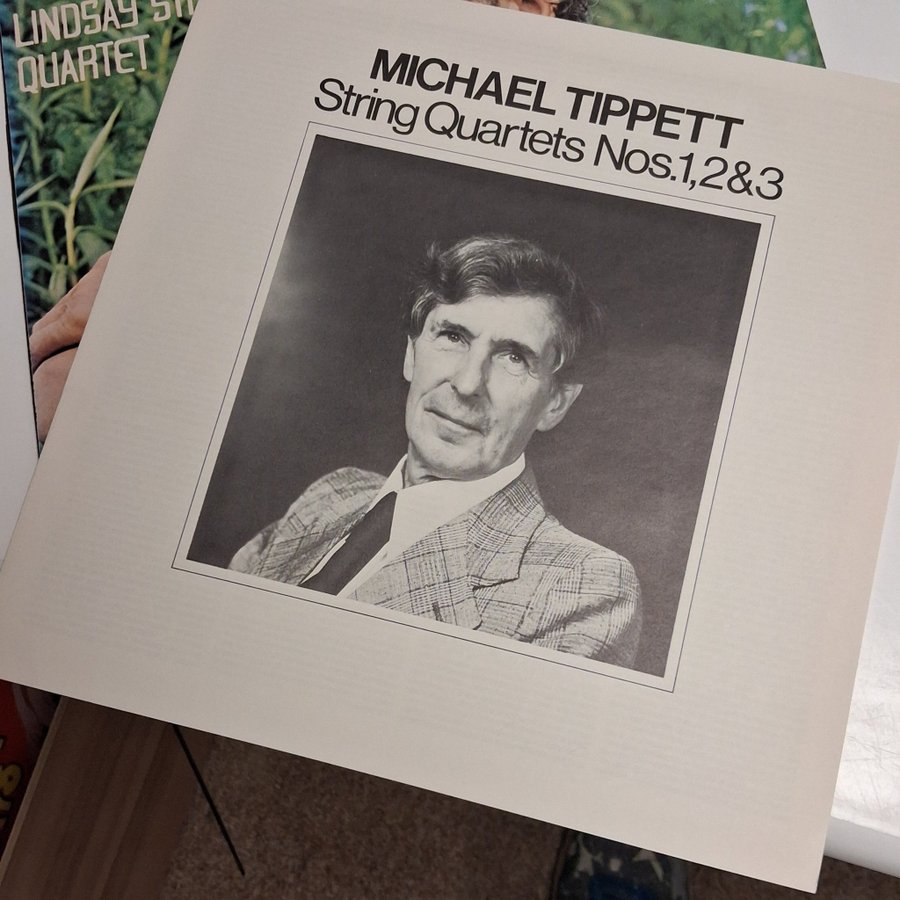 LINDSAY
QUARTET
MICHAEL TIPPETT
String Quartets Nos.1,2&3